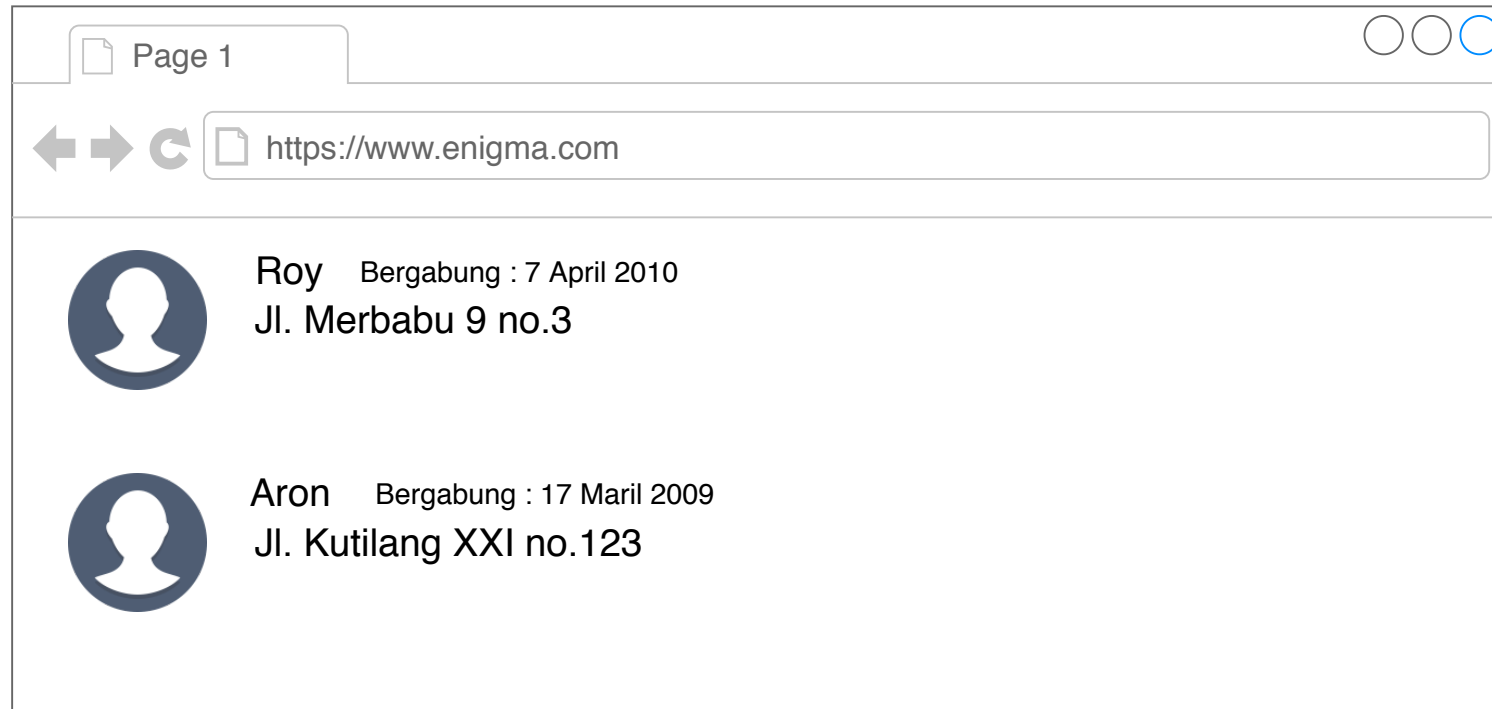 Page 1
https://www.enigma.com
Roy Bergabung : 7 April 2010
Jl. Merbabu 9 no.3
Aron Bergabung : 17 Maril 2009
Jl. Kutilang XXI no.123